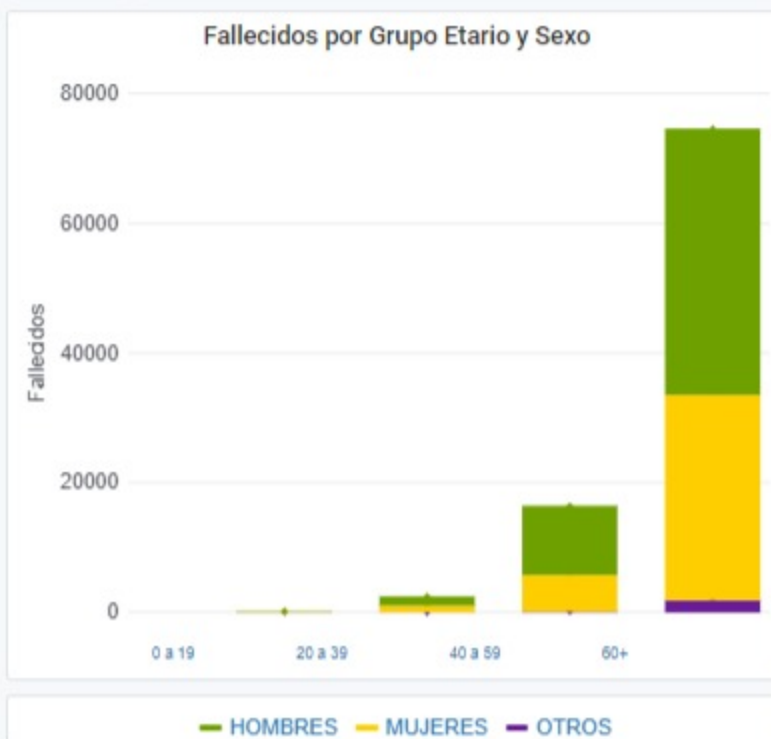 Fallecidos por Grupo Etario y Sexo
80000
60000
40000
20000
0
Fallecidos
0 a 19
20 a 39
40 a 59
60+
HOMBRES MUJERES OTROS